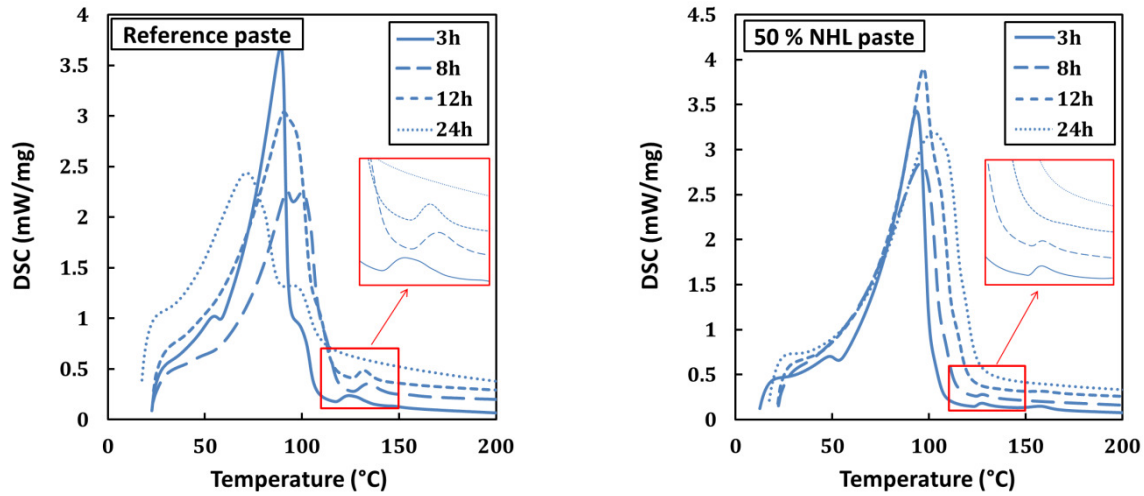 Reference paste
3h
8h
12h
24h
DSC (mW/mg)
3.5
3
2.5
2
1.5
1
0.5
0
0
50
100
150
200
Temperature (°C)
50 % NHL paste
3h
8h
12h
24h
DSC (mW/mg)
4.5
4
3.5
3
2.5
2
1.5
1
0.5
0
0
50
100
150
200
Temperature (°C)